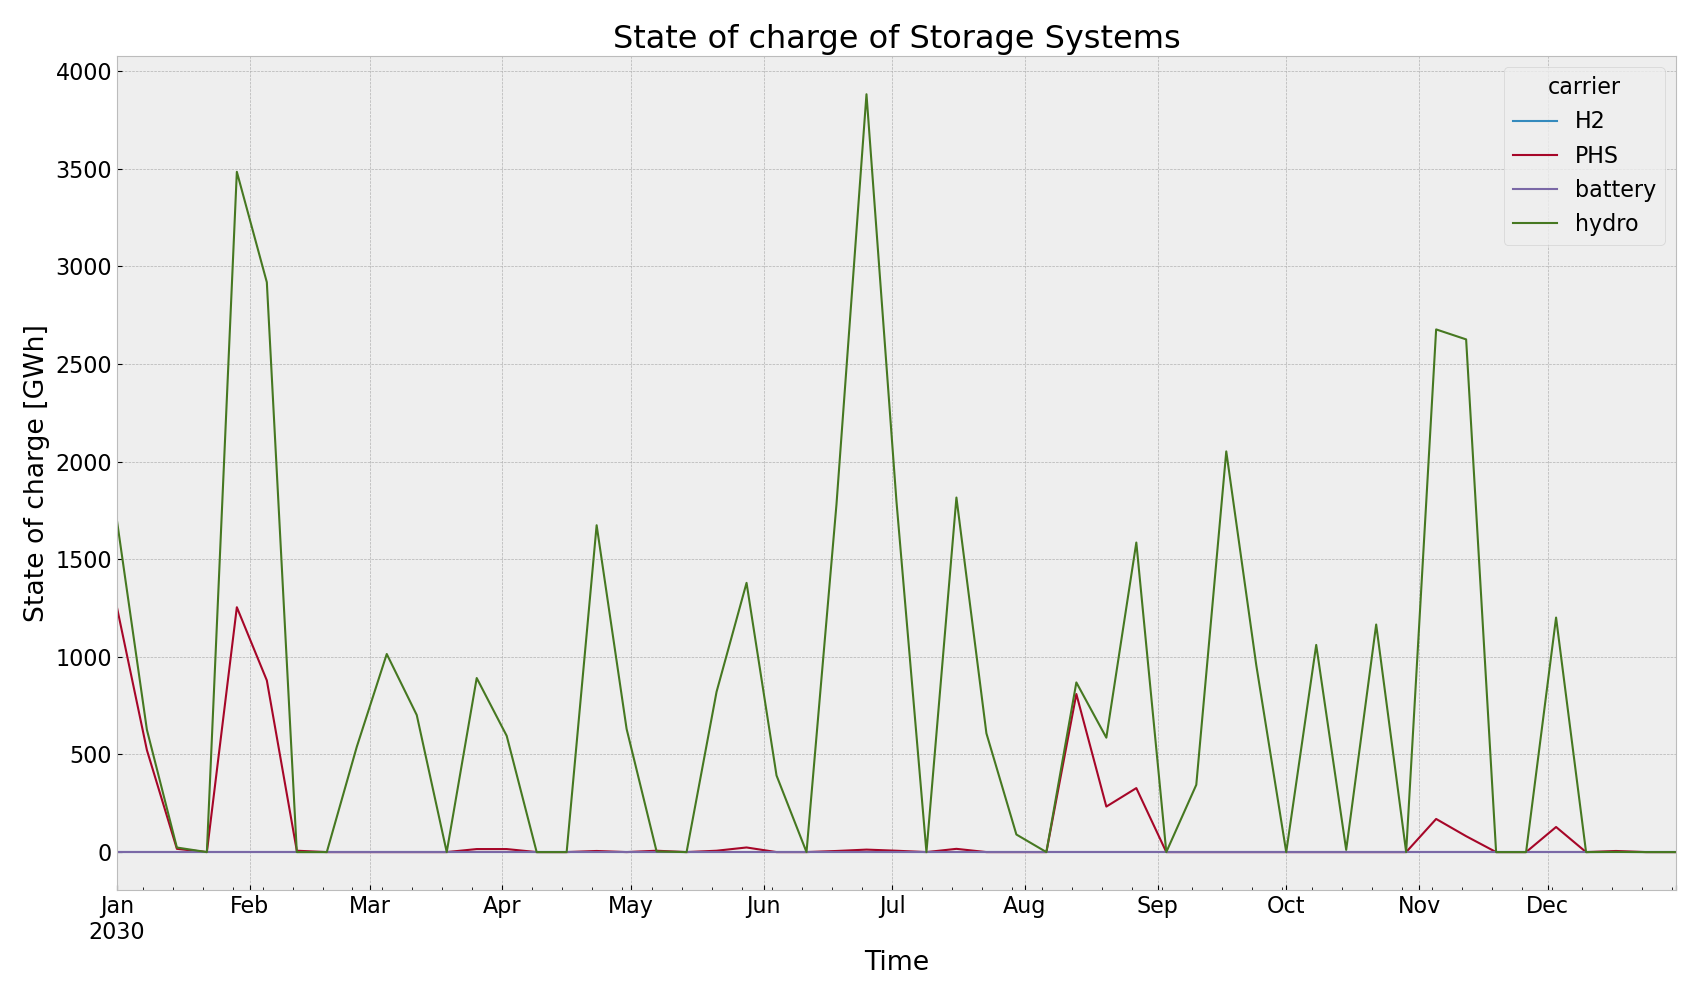 State of charge of Storage Systems
State of charge [GWh]
4000
3500
3000
2500
2000
1500
1000
500
0
carrier
H2
PHS
battery
hydro
Jan Feb Mar Apr May Jun Jul Aug Sep Oct Nov Dec
2030
Time